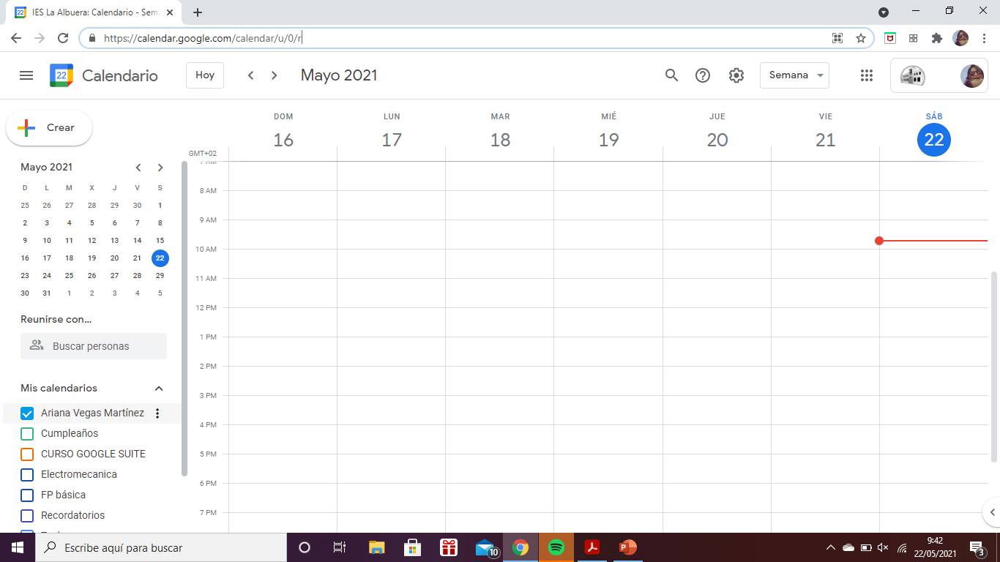 IES La Albuera: Calendario - Sema
https://calendar.google.com/calendar/u/0/r
22
Calendario
Hoy
Mayo 2021
Semana
Crear
DOM LUN MAR MIÉ JUE VIE SÁB
16 17 18 19 20 21 22
GMT+02
Mayo 2021
D L M X J V S
25 26 27 28 29 30 1
2 3 4 5 6 7 8
9 10 11 12 13 14 15
16 17 18 19 20 21 22
23 24 25 26 27 28 29
30 31 1 2 3 4 5
Reunirse con...
Buscar personas
Mis calendarios
Ariana Vegas Martínez
Cumpleaños
CURSO GOOGLE SUITE
Electromecanica
FP básica
Recordatorios
7 AM
8 AM
9 AM
10 AM
11 AM
12 PM
1 PM
2 PM
3 PM
4 PM
5 PM
6 PM
7 PM
Escribe aquí para buscar
10
9:42
22/05/2021
3